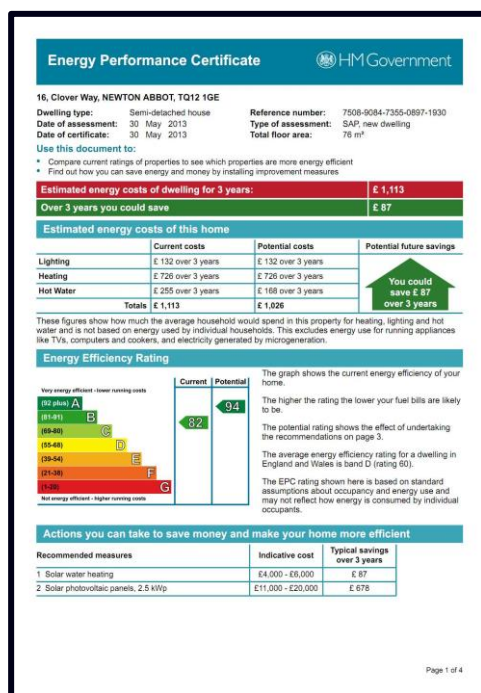 Energy Performance Certificate
HM Government
16, Clover Way, NEWTON ABBOT, TQ12 1GE
Dwelling type: Semi-detached house
Date of assessment: 30 May 2013
Date of certificate: 30 May 2013
Reference number: 7508-9084-7355-0897-1930
Type of assessment: SAP, new dwelling
Total floor area: 76 m²
Use this document to:
• Compare current ratings of properties to see which properties are more energy efficient
• Find out how you can save energy and money by installing improvement measures
Estimated energy costs of dwelling for 3 years: £ 1,113
Over 3 years you could save £ 87
Estimated energy costs of this home
Current costs Potential costs Potential future savings
Lighting £ 132 over 3 years £ 132 over 3 years
Heating £ 726 over 3 years £ 726 over 3 years
Hot Water £ 255 over 3 years £ 168 over 3 years
Totals £ 1,113 £ 1,026
You could
save £ 87
over 3 years
These figures show how much the average household would spend in this property for heating, lighting and hot
water and is not based on energy used by individual households. This excludes energy use for running appliances
like TVs, computers and cookers, and electricity generated by microgeneration.
Energy Efficiency Rating
Current Potential
Very energy efficient - lower running costs
(92 plus) A
(81-91) B
(69-80) C
(55-68) D
(39-54) E
(21-38) F
(1-20) G
Not energy efficient - higher running costs
82
94
The graph shows the current energy efficiency of your
home.
The higher the rating the lower your fuel bills are likely
to be.
The potential rating shows the effect of undertaking
the recommendations on page 3.
The average energy efficiency rating for a dwelling in
England and Wales is band D (rating 60).
The EPC rating shown here is based on standard
assumptions about occupancy and energy use and
may not reflect how energy is consumed by individual
occupants.
Actions you can take to save money and make your home more efficient
Recommended measures Indicative cost Typical savings
over 3 years
1 Solar water heating £4,000 - £6,000 £ 87
2 Solar photovoltaic panels, 2.5 kWp £11,000 - £20,000 £ 678
Page 1 of 4